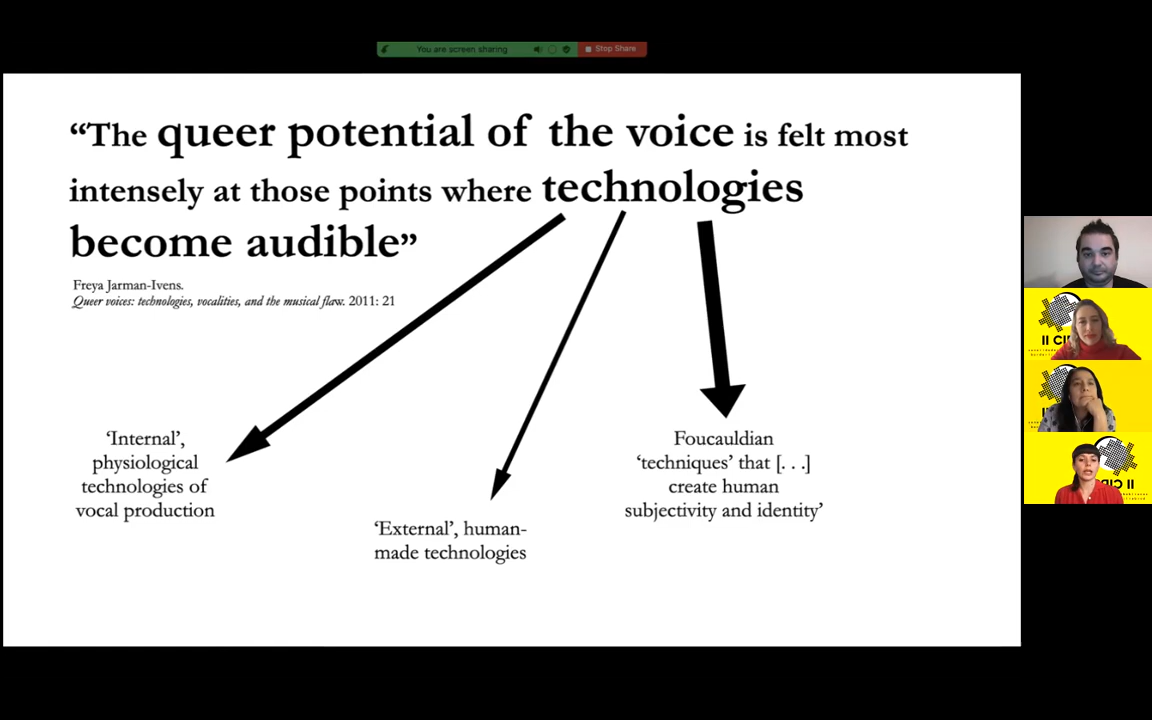 You are screen sharing
Stop Share
“The queer potential of the voice is felt most
intensely at those points where technologies
become audible”
Freya Jarman-Ivens.
Queer voices: technologies, vocalities, and the musical flaw. 2011: 21
‘Internal’,
physiological
technologies of
vocal production
‘External’, human-
made technologies
Foucauldian
‘techniques’ that [. . .]
create human
subjectivity and identity’
II